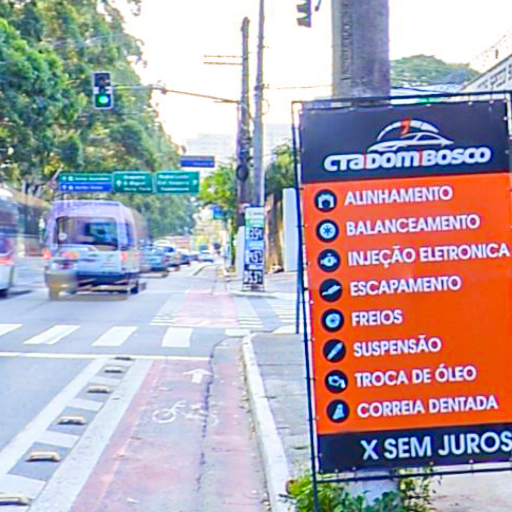 CTADOMBOSCO
ALINHAMENTO
BALANCEAMENTO
INJEÇÃO ELETRONICA
ESCAPAMENTO
FREIOS
SUSPENSÃO
TROCA DE ÓLEO
CORREIA DENTADA
X SEM JUROS